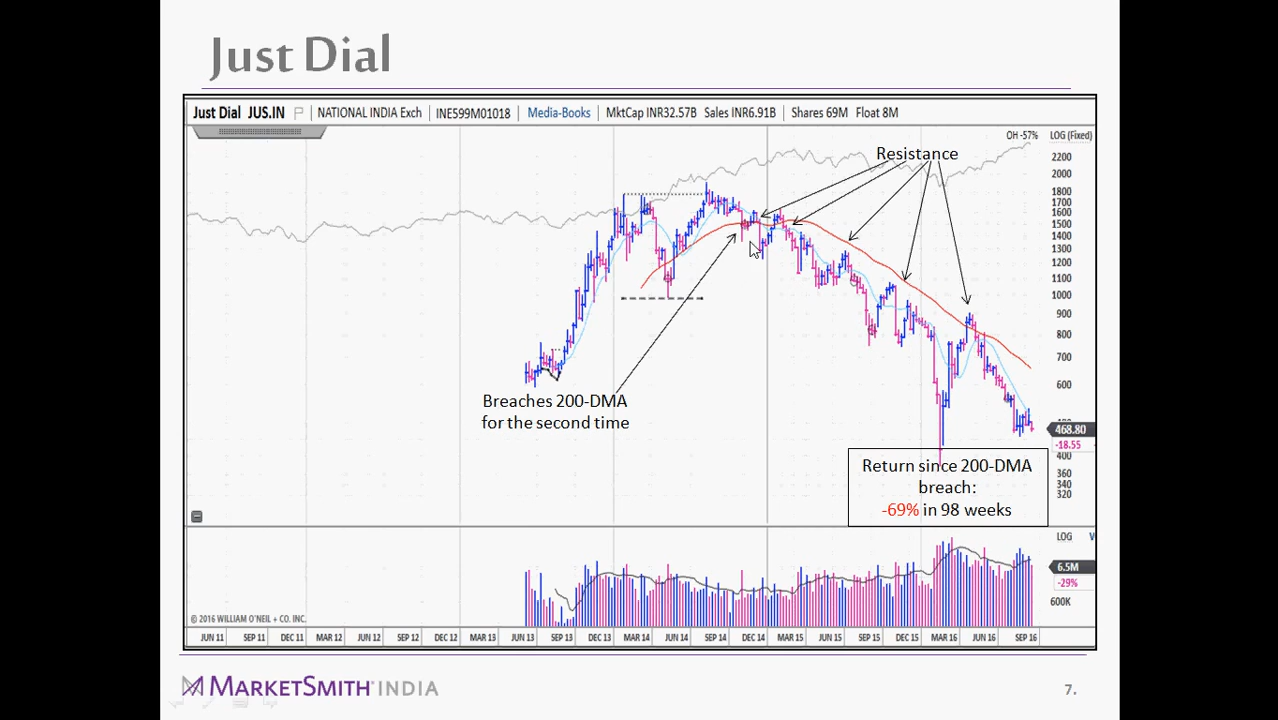 Just Dial
Just Dial JUS.IN NATIONAL INDIA Exch INE599M01018 Media-Books MktCap INR32.57B Sales INR6.91B Shares 69M Float 8M
OH -57% LOG (Fixed)
Resistance
2200
2000
1800
1700
1600
1500
1400
1300
1200
1100
1000
900
800
700
600
468.80
-18.55
400
360
340
320
Breaches 200-DMA
for the second time
Return since 200-DMA
breach:
-69% in 98 weeks
LOG V
6.5M
-29%
600K
© 2016 WILLIAM O'NEIL + CO. INC.
JUN 11 SEP 11 DEC 11 MAR 12 JUN 12 SEP 12 DEC 12 MAR 13 JUN 13 SEP 13 DEC 13 MAR 14 JUN 14 SEP 14 DEC 14 MAR 15 JUN 15 SEP 15 DEC 15 MAR 16 JUN 16 SEP 16
MARKETSMITH INDIA
7.